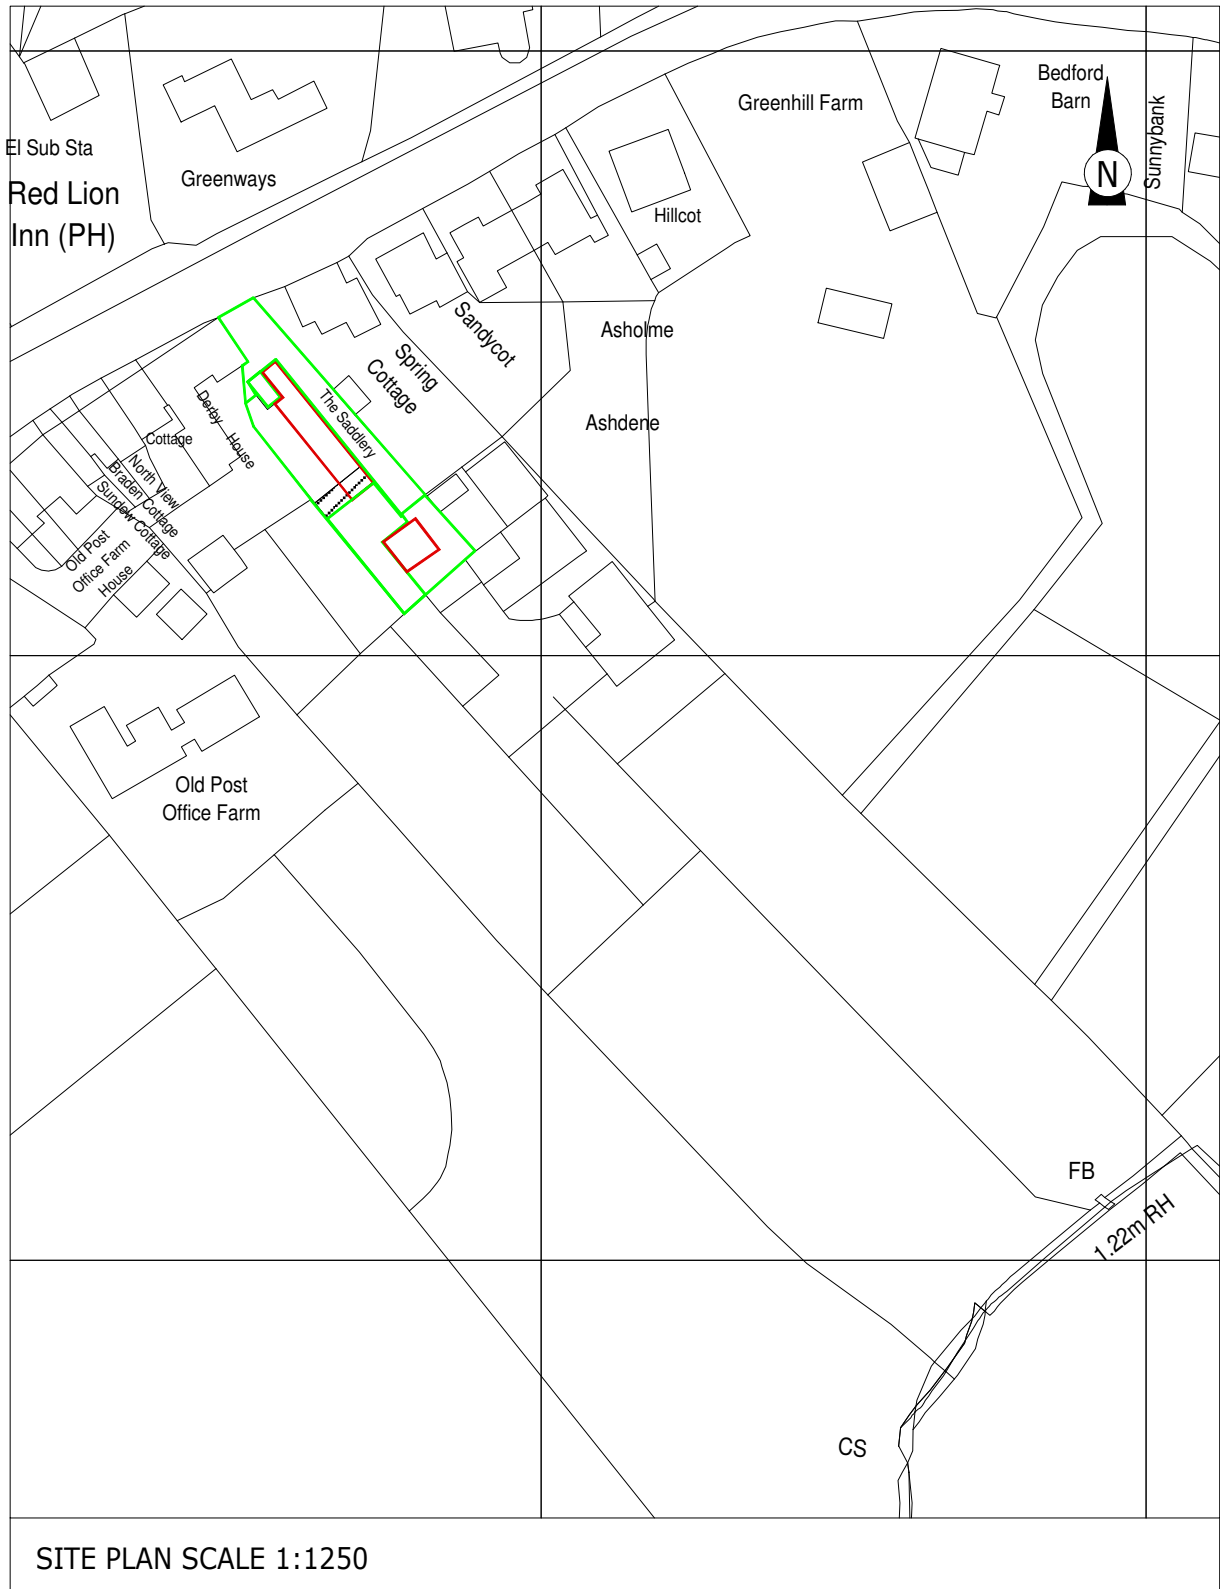 Bedford
Barn
Greenhill Farm
Sunnybank
El Sub Sta
N
Greenways
Red Lion
Inn (PH)
Hillcot
Sandycot
Asholme
Spring
Cottage
The Saddlery
Derby House
Ashdene
Cottage
North View
Braden Cottage
Sundew Cottage
Old Post
Office Farm
House
Old Post
Office Farm
FB
1.22m RH
CS
SITE PLAN SCALE 1:1250